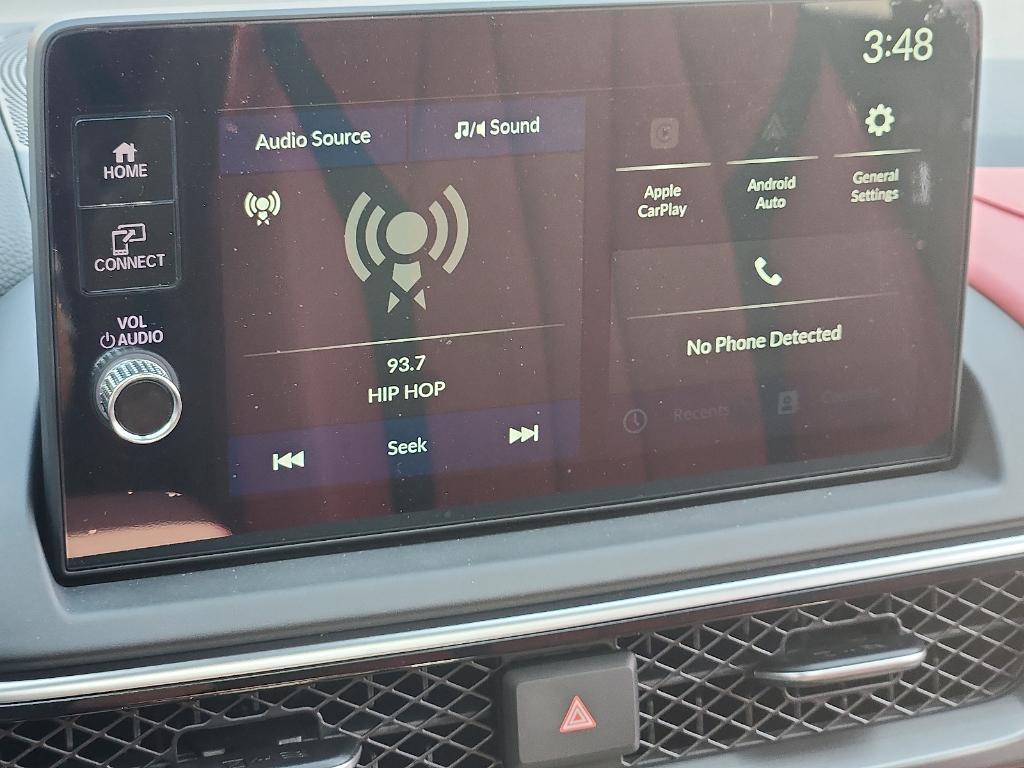 3:48
HOME
CONNECT
VOL
AUDIO
Audio Source
Sound
93.7
HIP HOP
Seek
Apple
CarPlay
Android
Auto
General
Settings
No Phone Detected
Recents